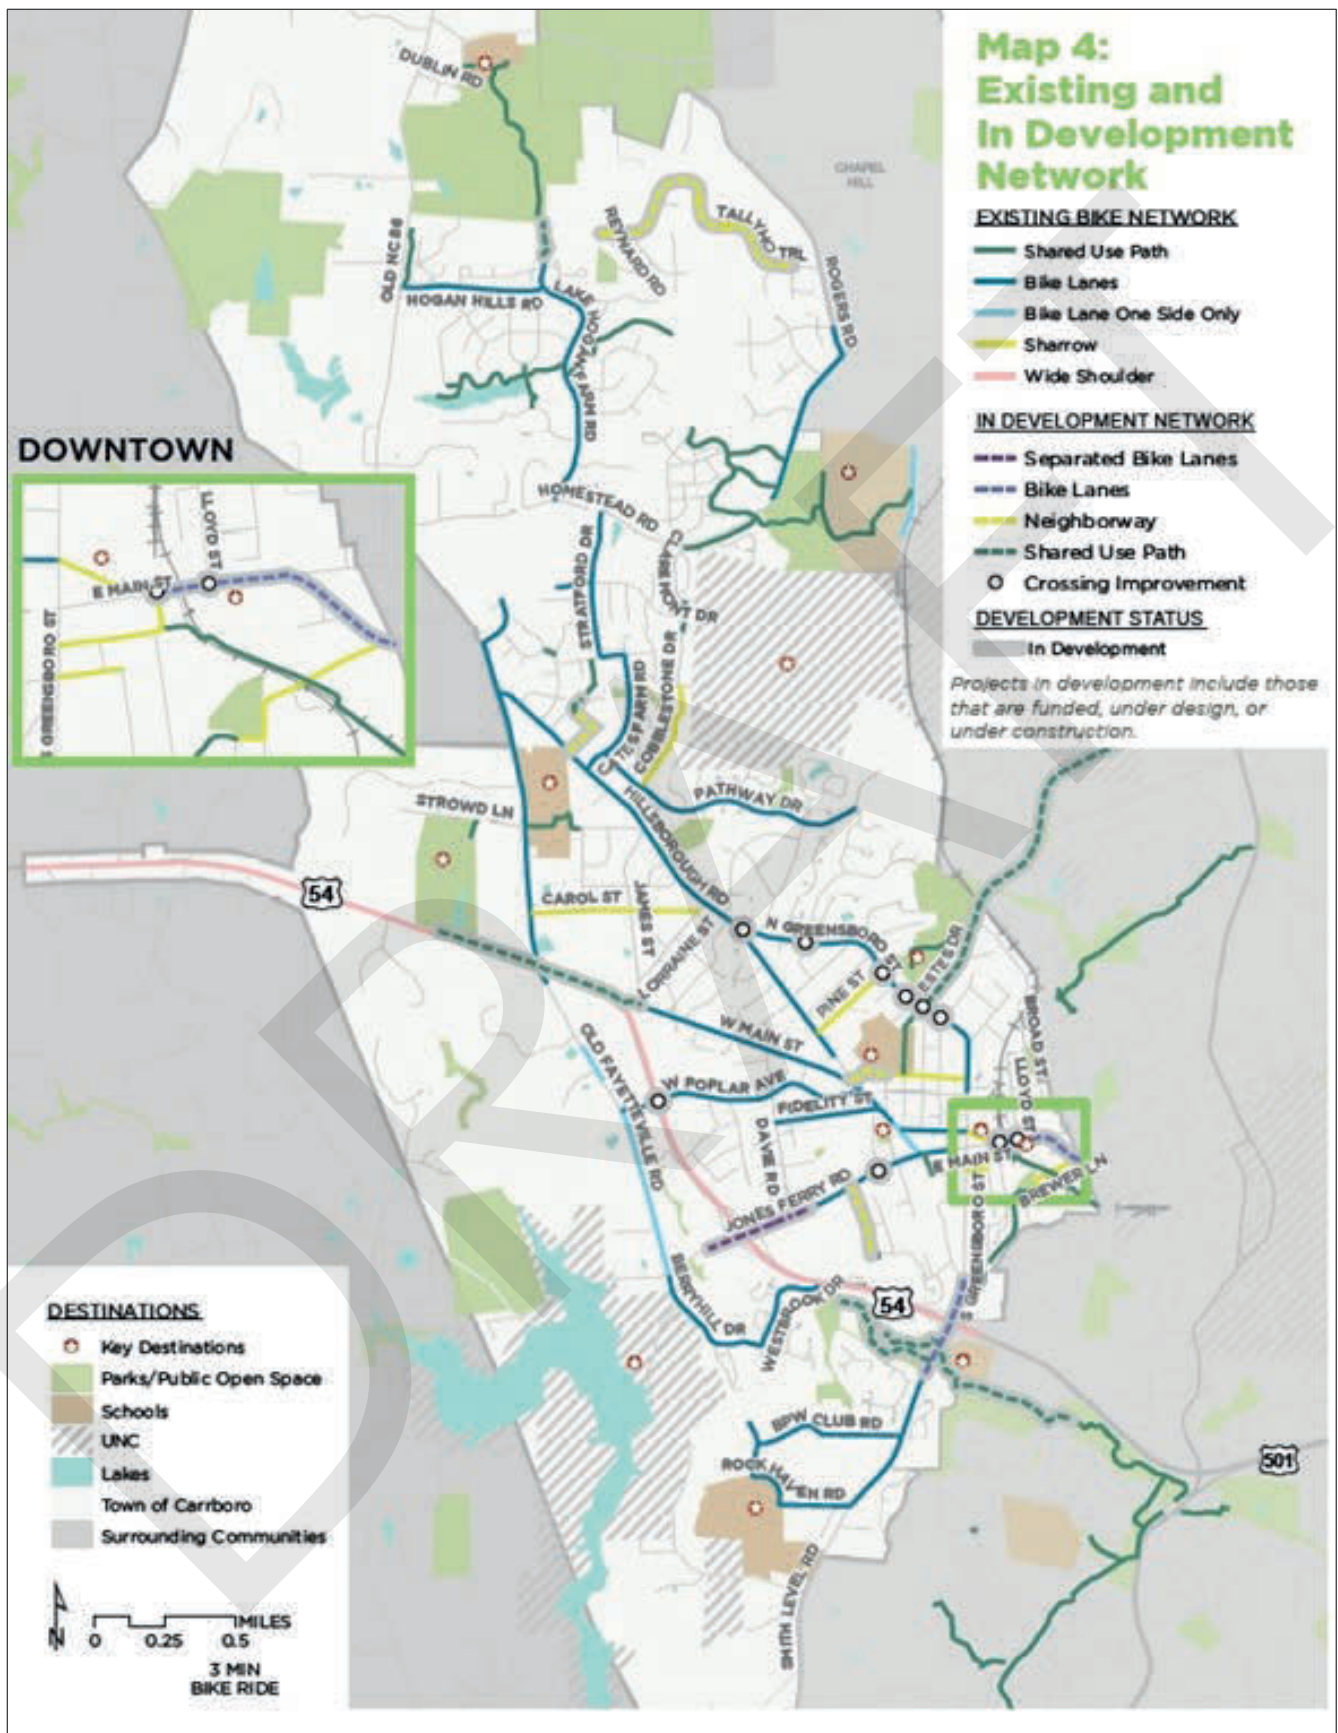 Map 4:
Existing and
In Development
Network
EXISTING BIKE NETWORK
Shared Use Path
Bike Lanes
Bike Lane One Side Only
Sharrow
Wide Shoulder
IN DEVELOPMENT NETWORK
Separated Bike Lanes
Bike Lanes
Neighborway
Shared Use Path
Crossing Improvement
DEVELOPMENT STATUS
In Development
Projects in development include those
that are funded, under design, or
under construction.
DUBLIN RD
CHAPEL
HILL
OLD NC86
REYNARD RD
TALLYHO TRL
ROGERS RD
HOGAN HILLS RD
LAKE HOGAN FARM RD
DOWNTOWN
LLOYD ST
E MAIN ST
S GREENSBORO ST
HOMESTEAD RD
STRATFORD DR
CLAREMONT DR
CATES FARM RD
COBBLESTONE DR
STROWD LN
PATHWAY DR
HILLSBOROUGH RD
54
CAROL ST
JAMES ST
LORRAINE ST
N GREENSBORO ST
ESTES DR
PINE ST
W MAIN ST
BROAD ST
LLOYD ST
OLD FAYETTEVILLE RD
W POPLAR AVE
FIDELITY ST
DAVIE RD
E MAIN ST
BREWER LN
JONES FERRY RD
S GREENSBORO ST
BERRYHILL DR
WESTBROOK DR
54
BPW CLUB RD
ROCK HAVEN RD
501
SMITH LEVEL RD
DESTINATIONS
Key Destinations
Parks/Public Open Space
Schools
UNC
Lakes
Town of Carrboro
Surrounding Communities
N
MILES
0 0.25 0.5
3 MIN
BIKE RIDE
DRAFT